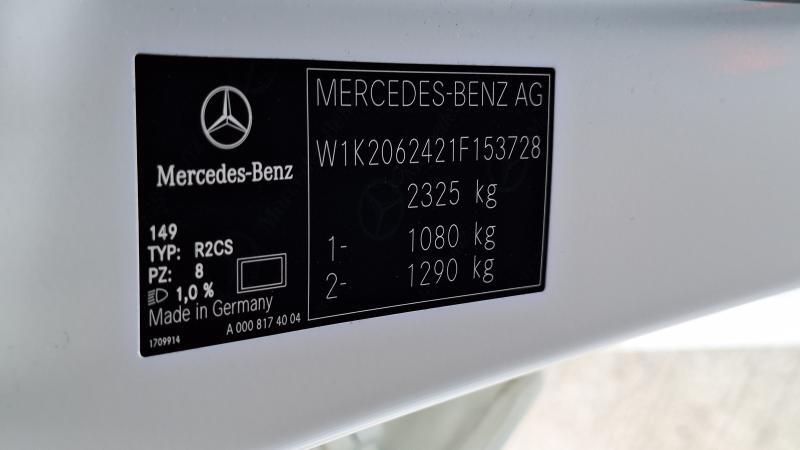 Mercedes-Benz
149
TYP: R2CS
PZ: 8
1,0 %
Made in Germany
A 000 817 40 04
1709914
MERCEDES-BENZ AG
W1K2062421F153728
2325 kg
1- 1080 kg
2- 1290 kg